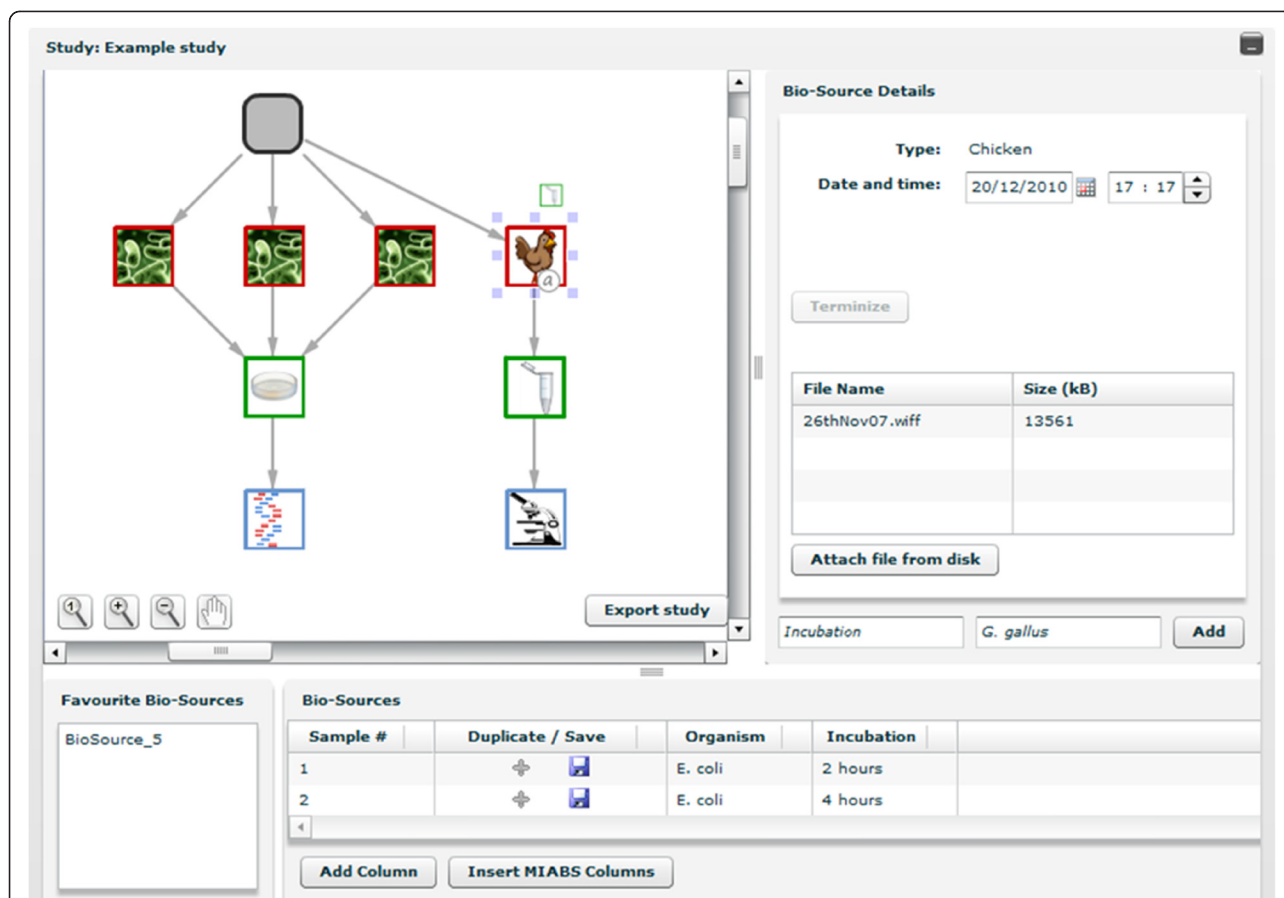 Study: Example study
a
1
Export study
Bio-Source Details
Type: Chicken
Date and time: 20/12/2010 17 : 17
Terminize
File Name Size (kB)
26thNov07.wiff 13561
Attach file from disk
Incubation G. gallus Add
Favourite Bio-Sources
BioSource_5
Bio-Sources
Sample # Duplicate / Save Organism Incubation
1 E. coli 2 hours
2 E. coli 4 hours
Add Column Insert MIABS Columns